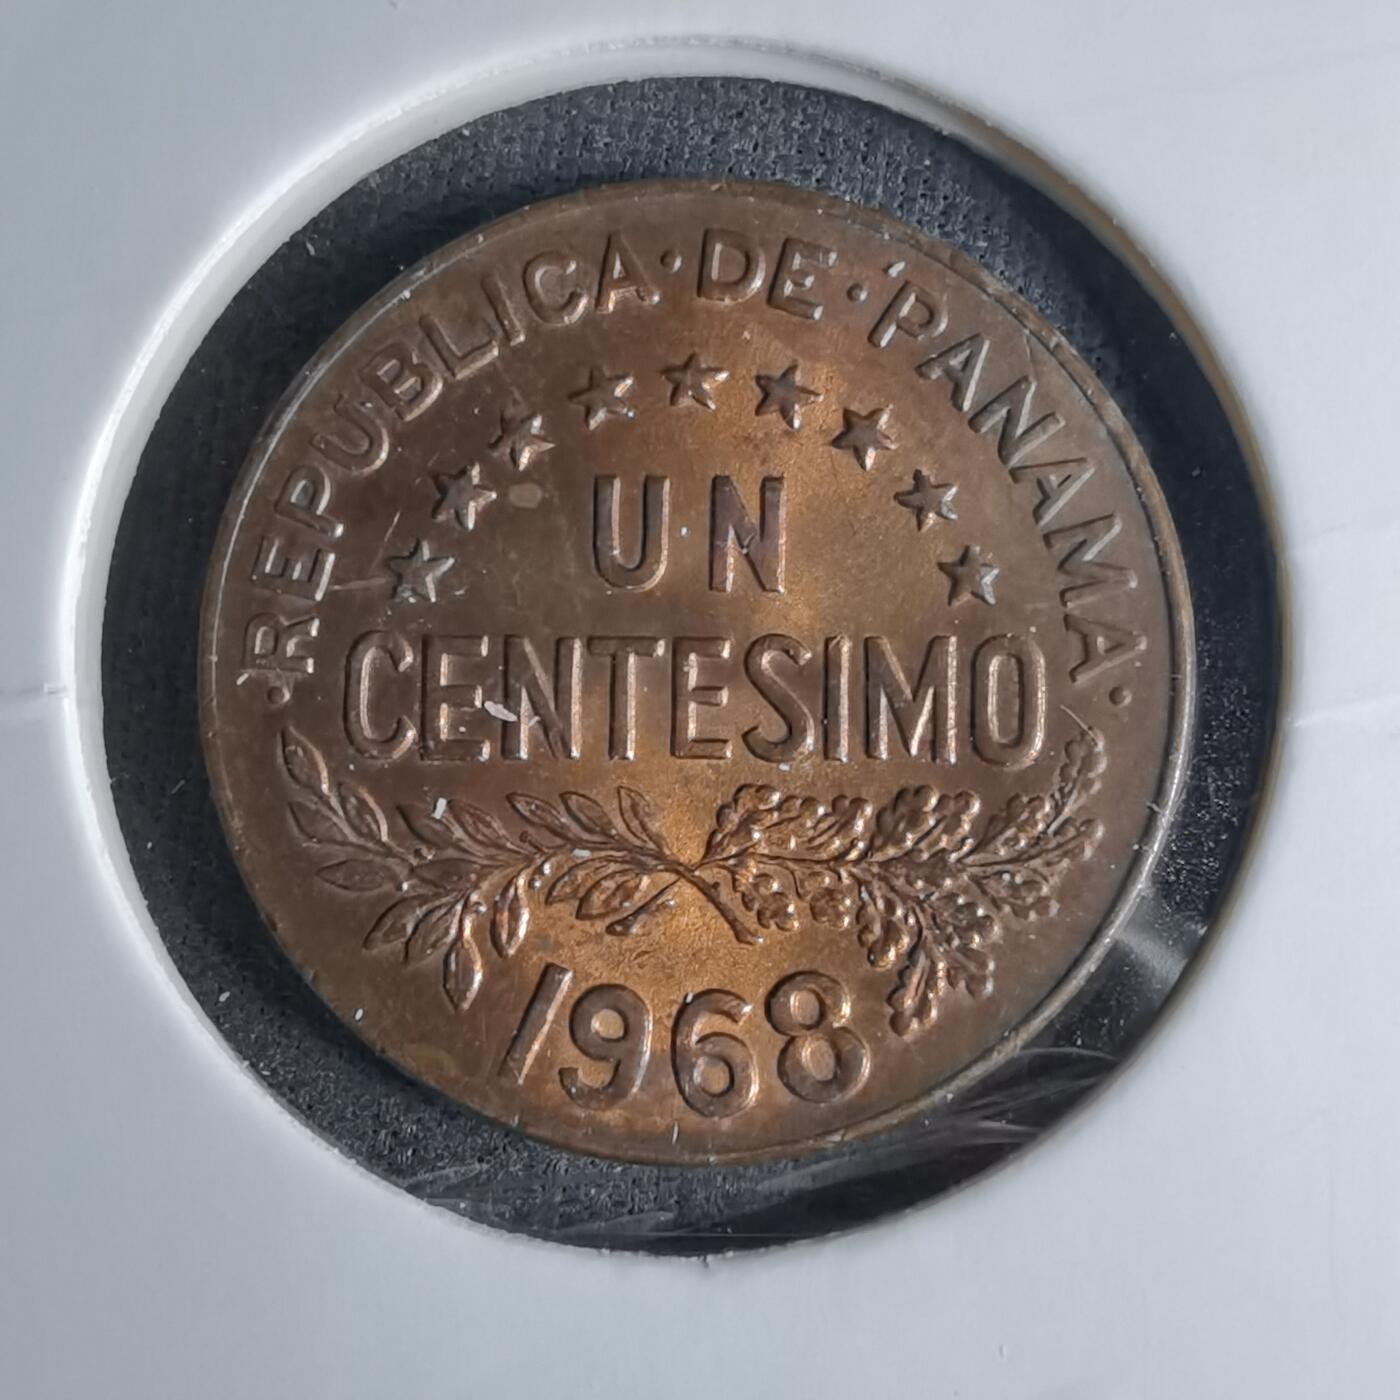 ·REPUBLICA·DE·PANAMA·
UN
CENTESIMO
1968